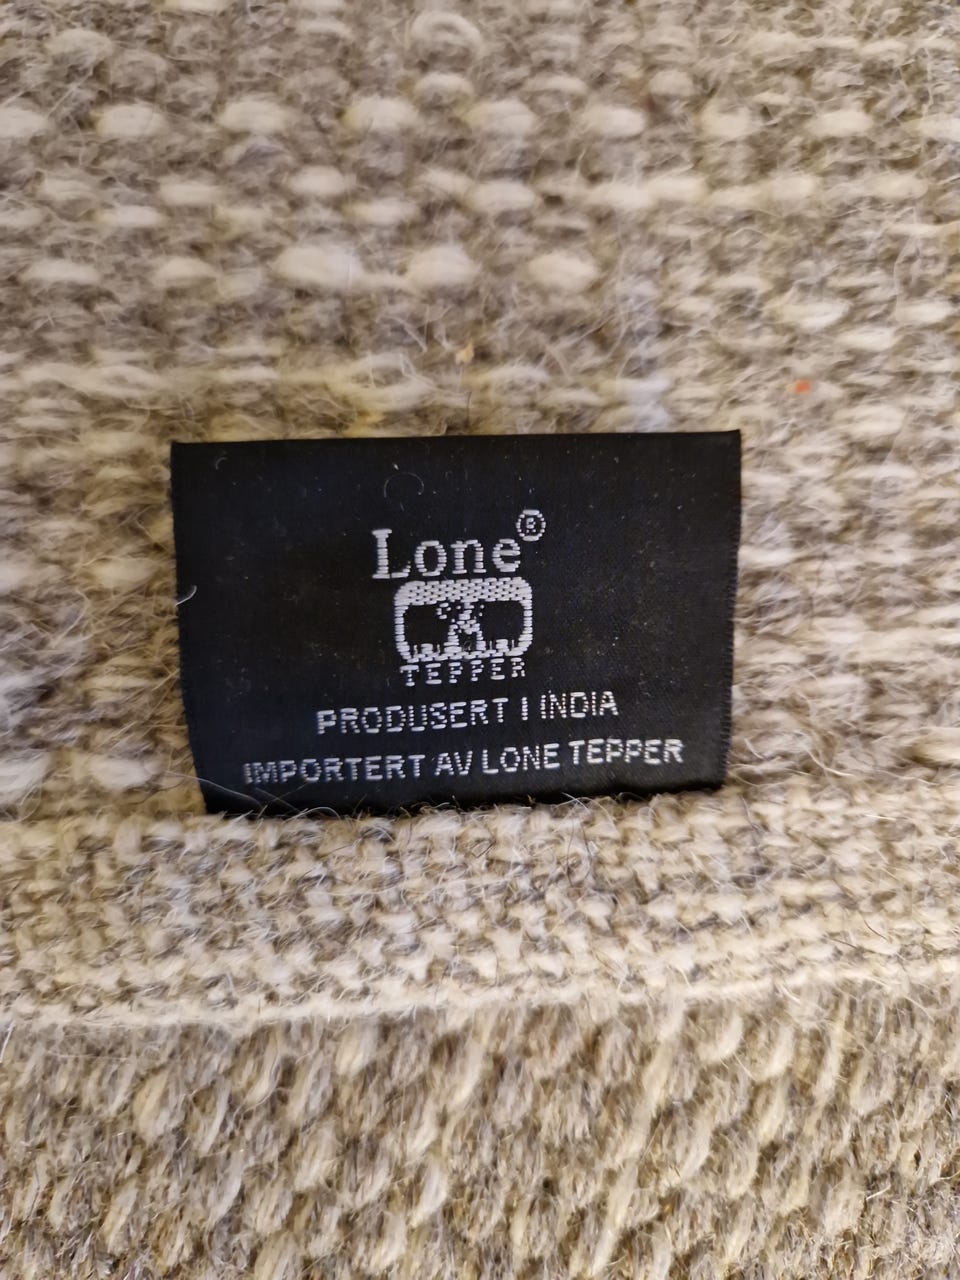 Lone®
TEPPER
PRODUSERT I INDIA
IMPORTERT AV LONE TEPPER